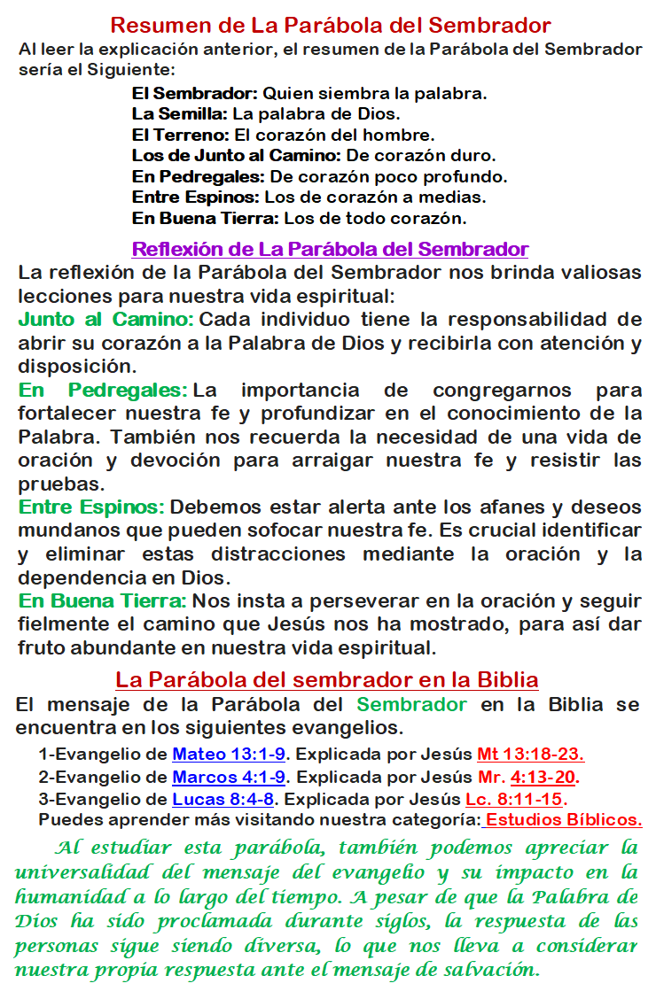 Resumen de La Parábola del Sembrador
Al leer la explicación anterior, el resumen de la Parábola del Sembrador
sería el Siguiente:
El Sembrador: Quien siembra la palabra.
La Semilla: La palabra de Dios.
El Terreno: El corazón del hombre.
Los de Junto al Camino: De corazón duro.
En Pedregales: De corazón poco profundo.
Entre Espinos: Los de corazón a medias.
En Buena Tierra: Los de todo corazón.
Reflexión de La Parábola del Sembrador
La reflexión de la Parábola del Sembrador nos brinda valiosas
lecciones para nuestra vida espiritual:
Junto al Camino: Cada individuo tiene la responsabilidad de
abrir su corazón a la Palabra de Dios y recibirla con atención y
disposición.
En Pedregales: La importancia de congregarnos para
fortalecer nuestra fe y profundizar en el conocimiento de la
Palabra. También nos recuerda la necesidad de una vida de
oración y devoción para arraigar nuestra fe y resistir las
pruebas.
Entre Espinos: Debemos estar alerta ante los afanes y deseos
mundanos que pueden sofocar nuestra fe. Es crucial identificar
y eliminar estas distracciones mediante la oración y la
dependencia en Dios.
En Buena Tierra: Nos insta a perseverar en la oración y seguir
fielmente el camino que Jesús nos ha mostrado, para así dar
fruto abundante en nuestra vida espiritual.
La Parábola del sembrador en la Biblia
El mensaje de la Parábola del Sembrador en la Biblia se
encuentra en los siguientes evangelios.
1-Evangelio de Mateo 13:1-9. Explicada por Jesús Mt 13:18-23.
2-Evangelio de Marcos 4:1-9. Explicada por Jesús Mr. 4:13-20.
3-Evangelio de Lucas 8:4-8. Explicada por Jesús Lc. 8:11-15.
Puedes aprender más visitando nuestra categoría: Estudios Bíblicos.
Al estudiar esta parábola, también podemos apreciar la
universalidad del mensaje del evangelio y su impacto en la
humanidad a lo largo del tiempo. A pesar de que la Palabra de
Dios ha sido proclamada durante siglos, la respuesta de las
personas sigue siendo diversa, lo que nos lleva a considerar
nuestra propia respuesta ante el mensaje de salvación.